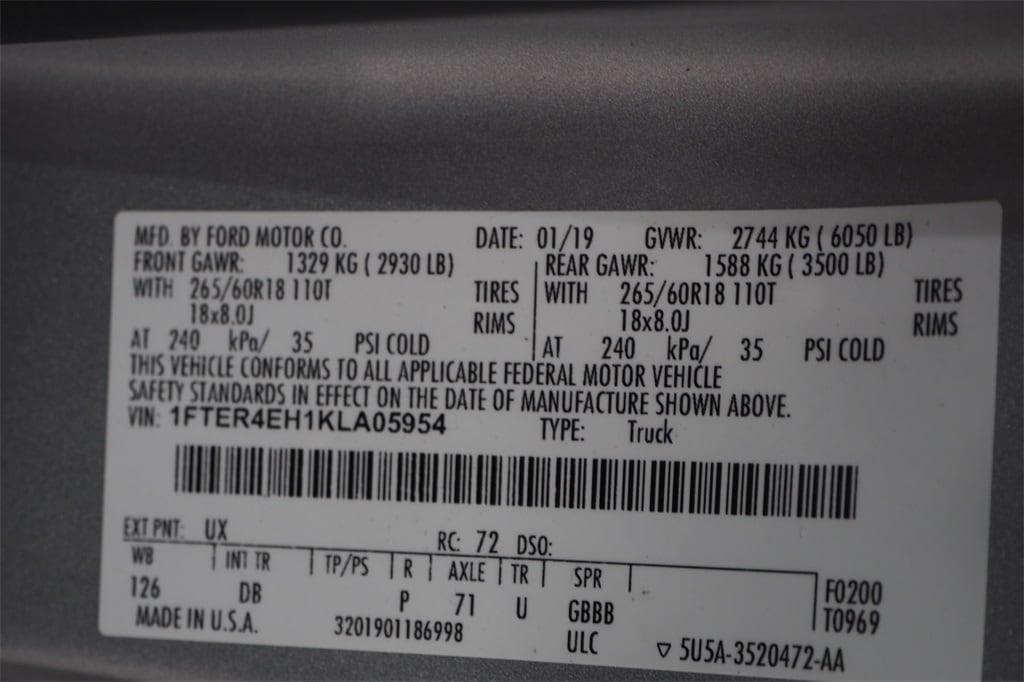 MFD. BY FORD MOTOR CO. DATE: 01/19 GVWR: 2744 KG ( 6050 LB)
FRONT GAWR: 1329 KG ( 2930 LB) REAR GAWR: 1588 KG ( 3500 LB)
WITH 265/60R18 110T TIRES WITH 265/60R18 110T TIRES
18x8.0J RIMS 18x8.0J RIMS
AT 240 kPa/ 35 PSI COLD AT 240 kPa/ 35 PSI COLD
THIS VEHICLE CONFORMS TO ALL APPLICABLE FEDERAL MOTOR VEHICLE
SAFETY STANDARDS IN EFFECT ON THE DATE OF MANUFACTURE SHOWN ABOVE.
VIN: 1FTER4EH1KLA05954 TYPE: Truck
EXT PNT: UX RC: 72 DSO:
WB INT TR TP/PS R AXLE TR SPR F0200
126 DB P 71 U GBBB T0969
MADE IN U.S.A. 3201901186998 ULC ▽ 5U5A-3520472-AA